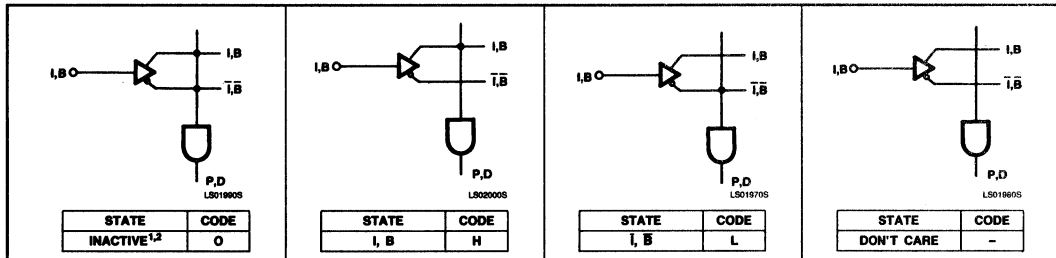 I,B
I,B
I̅,B̅
P,D
LS01990S
STATE CODE
INACTIVE1,2 O
I,B
I,B
I̅,B̅
P,D
LS02000S
STATE CODE
I, B H
I,B
I,B
I̅,B̅
P,D
LS01970S
STATE CODE
I̅, B̅ L
I,B
I,B
I̅,B̅
P,D
LS01960S
STATE CODE
DON'T CARE –